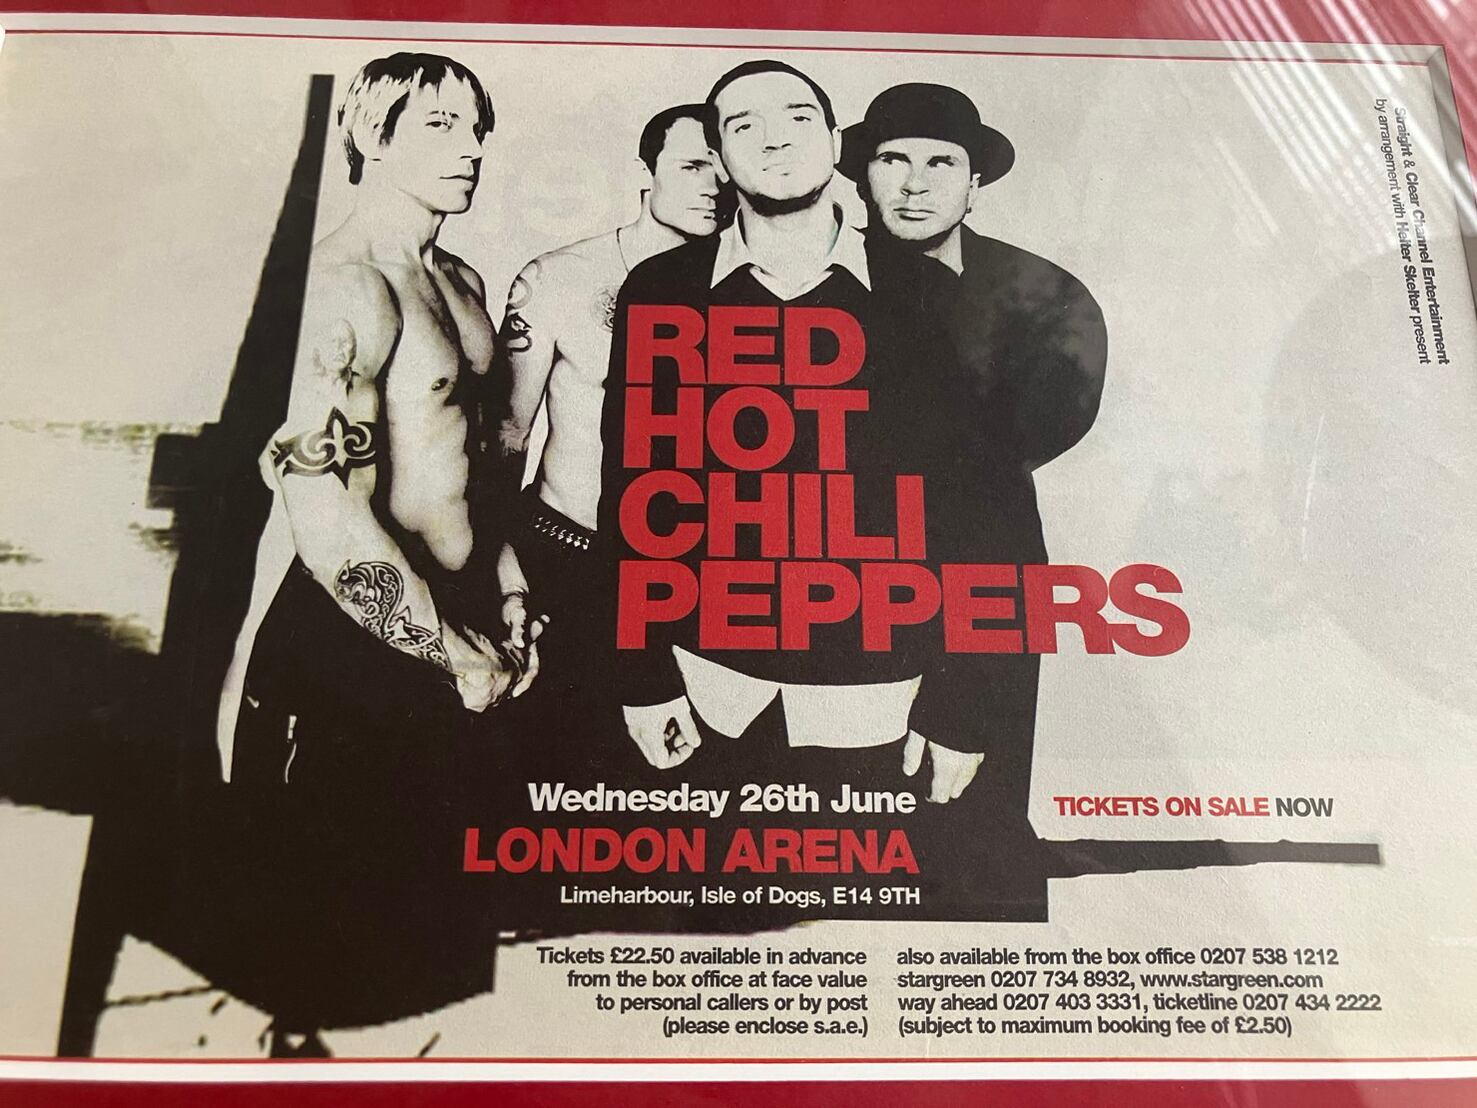 Straight & Clear Channel Entertainment
by arrangement with Helter Skelter present
RED
HOT
CHILI
PEPPERS
Wednesday 26th June
LONDON ARENA
Limeharbour, Isle of Dogs, E14 9TH
TICKETS ON SALE NOW
Tickets £22.50 available in advance
from the box office at face value
to personal callers or by post
(please enclose s.a.e.)
also available from the box office 0207 538 1212
stargreen 0207 734 8932, www.stargreen.com
way ahead 0207 403 3331, ticketline 0207 434 2222
(subject to maximum booking fee of £2.50)